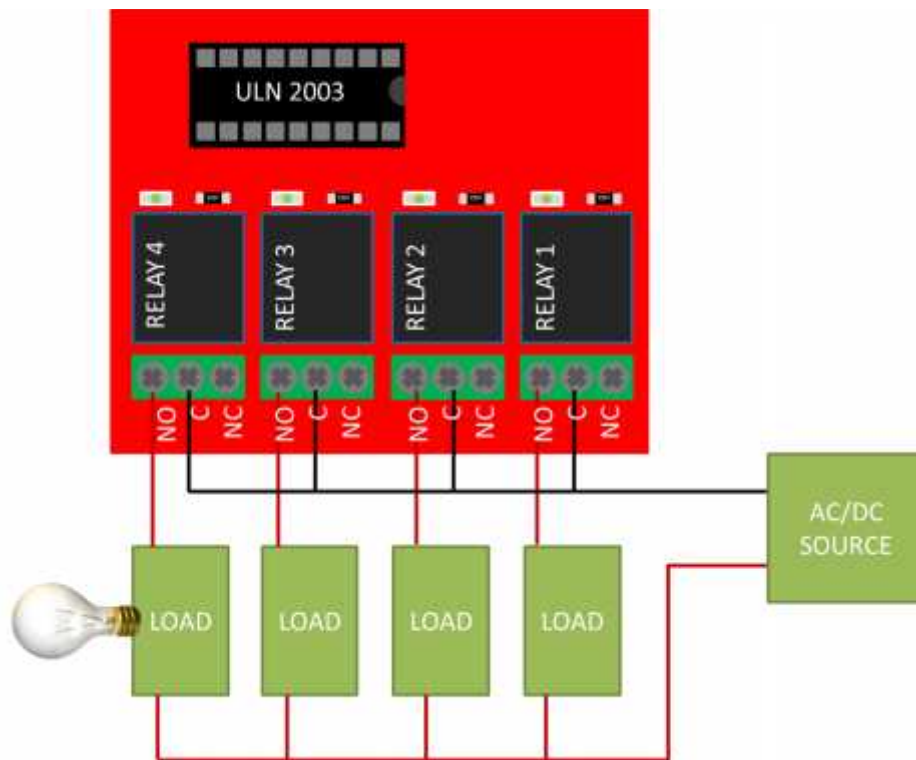 ULN 2003
RELAY 4
RELAY 3
RELAY 2
RELAY 1
NO C NC
NO C NC
NO C NC
NO C NC
AC/DC
SOURCE
LOAD
LOAD
LOAD
LOAD